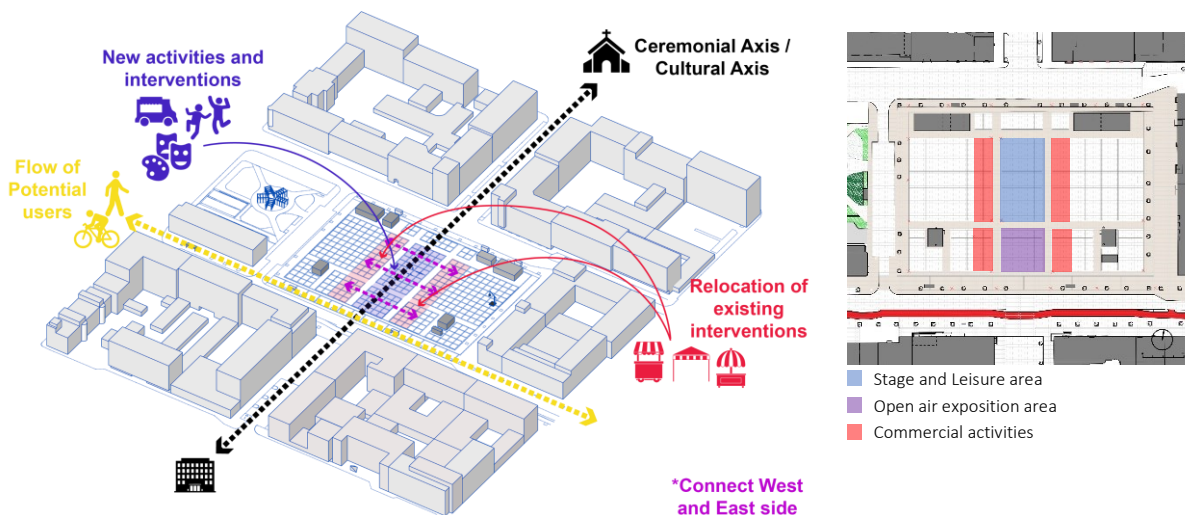 New activities and
interventions
Ceremonial Axis /
Cultural Axis
Flow of
Potential
users
Relocation of
existing
interventions
*Connect West
and East side
Stage and Leisure area
Open air exposition area
Commercial activities